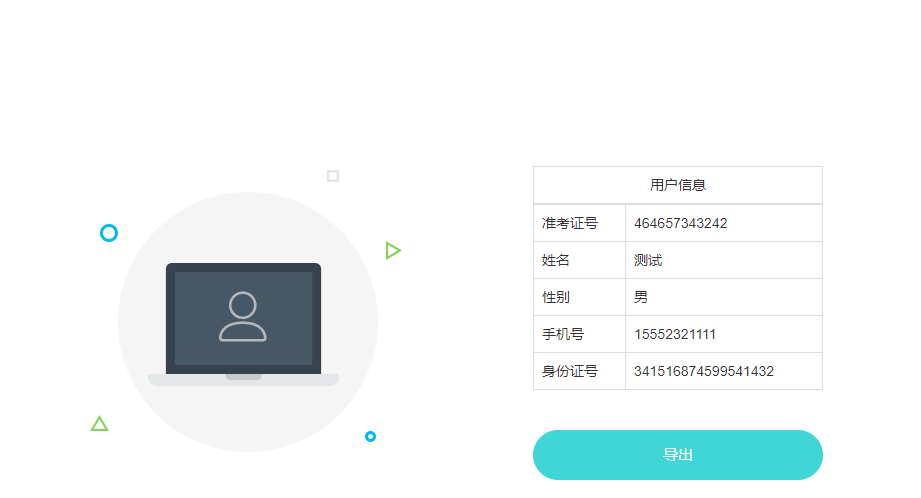 用户信息
准考证号 464657343242
姓名 测试
性别 男
手机号 15552321111
身份证号 341516874599541432
导出